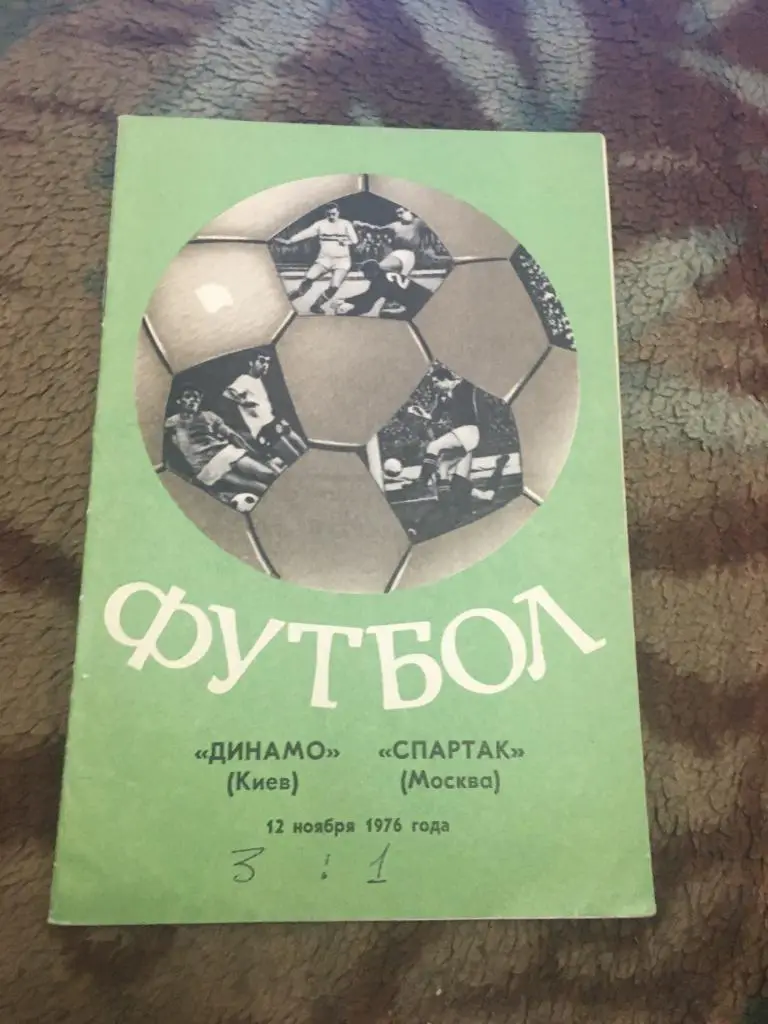 ФУТБОЛ
«ДИНАМО» «СПАРТАК»
(Киев) (Москва)
12 ноября 1976 года
3 : 1